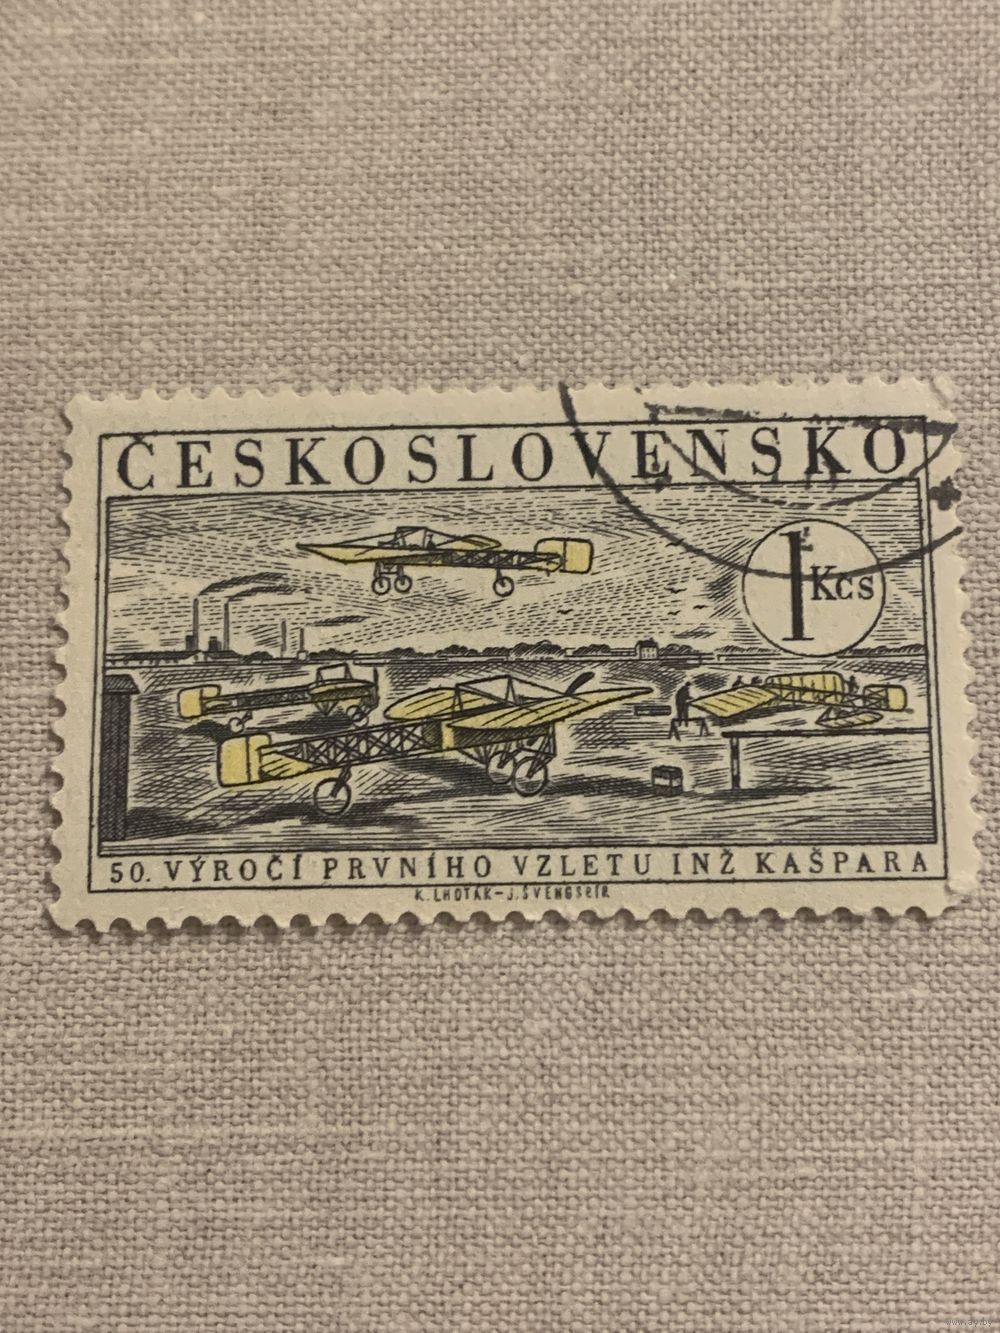 ČESKOSLOVENSKO
1 Kčs
50. VÝROČÍ PRVNÍHO VZLETU INŽ KAŠPARA
K. LHOTÁK-J. ŠVENGSBÍR